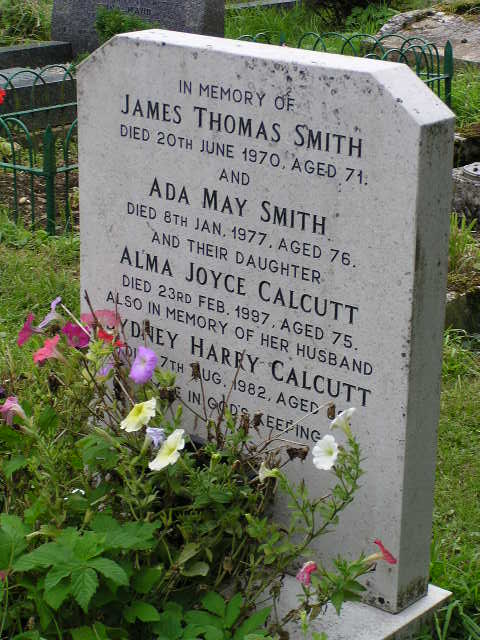 IN MEMORY OF
JAMES THOMAS SMITH
DIED 20TH JUNE 1970, AGED 71.
AND
ADA MAY SMITH
DIED 8TH JAN. 1977, AGED 76.
AND THEIR DAUGHTER
ALMA JOYCE CALCUTT
DIED 23RD FEB. 1997, AGED 75.
ALSO IN MEMORY OF HER HUSBAND
YDNEY HARRY CALCUTT
7TH AUG. 1982, AGED
IN GOD'S KEEPING